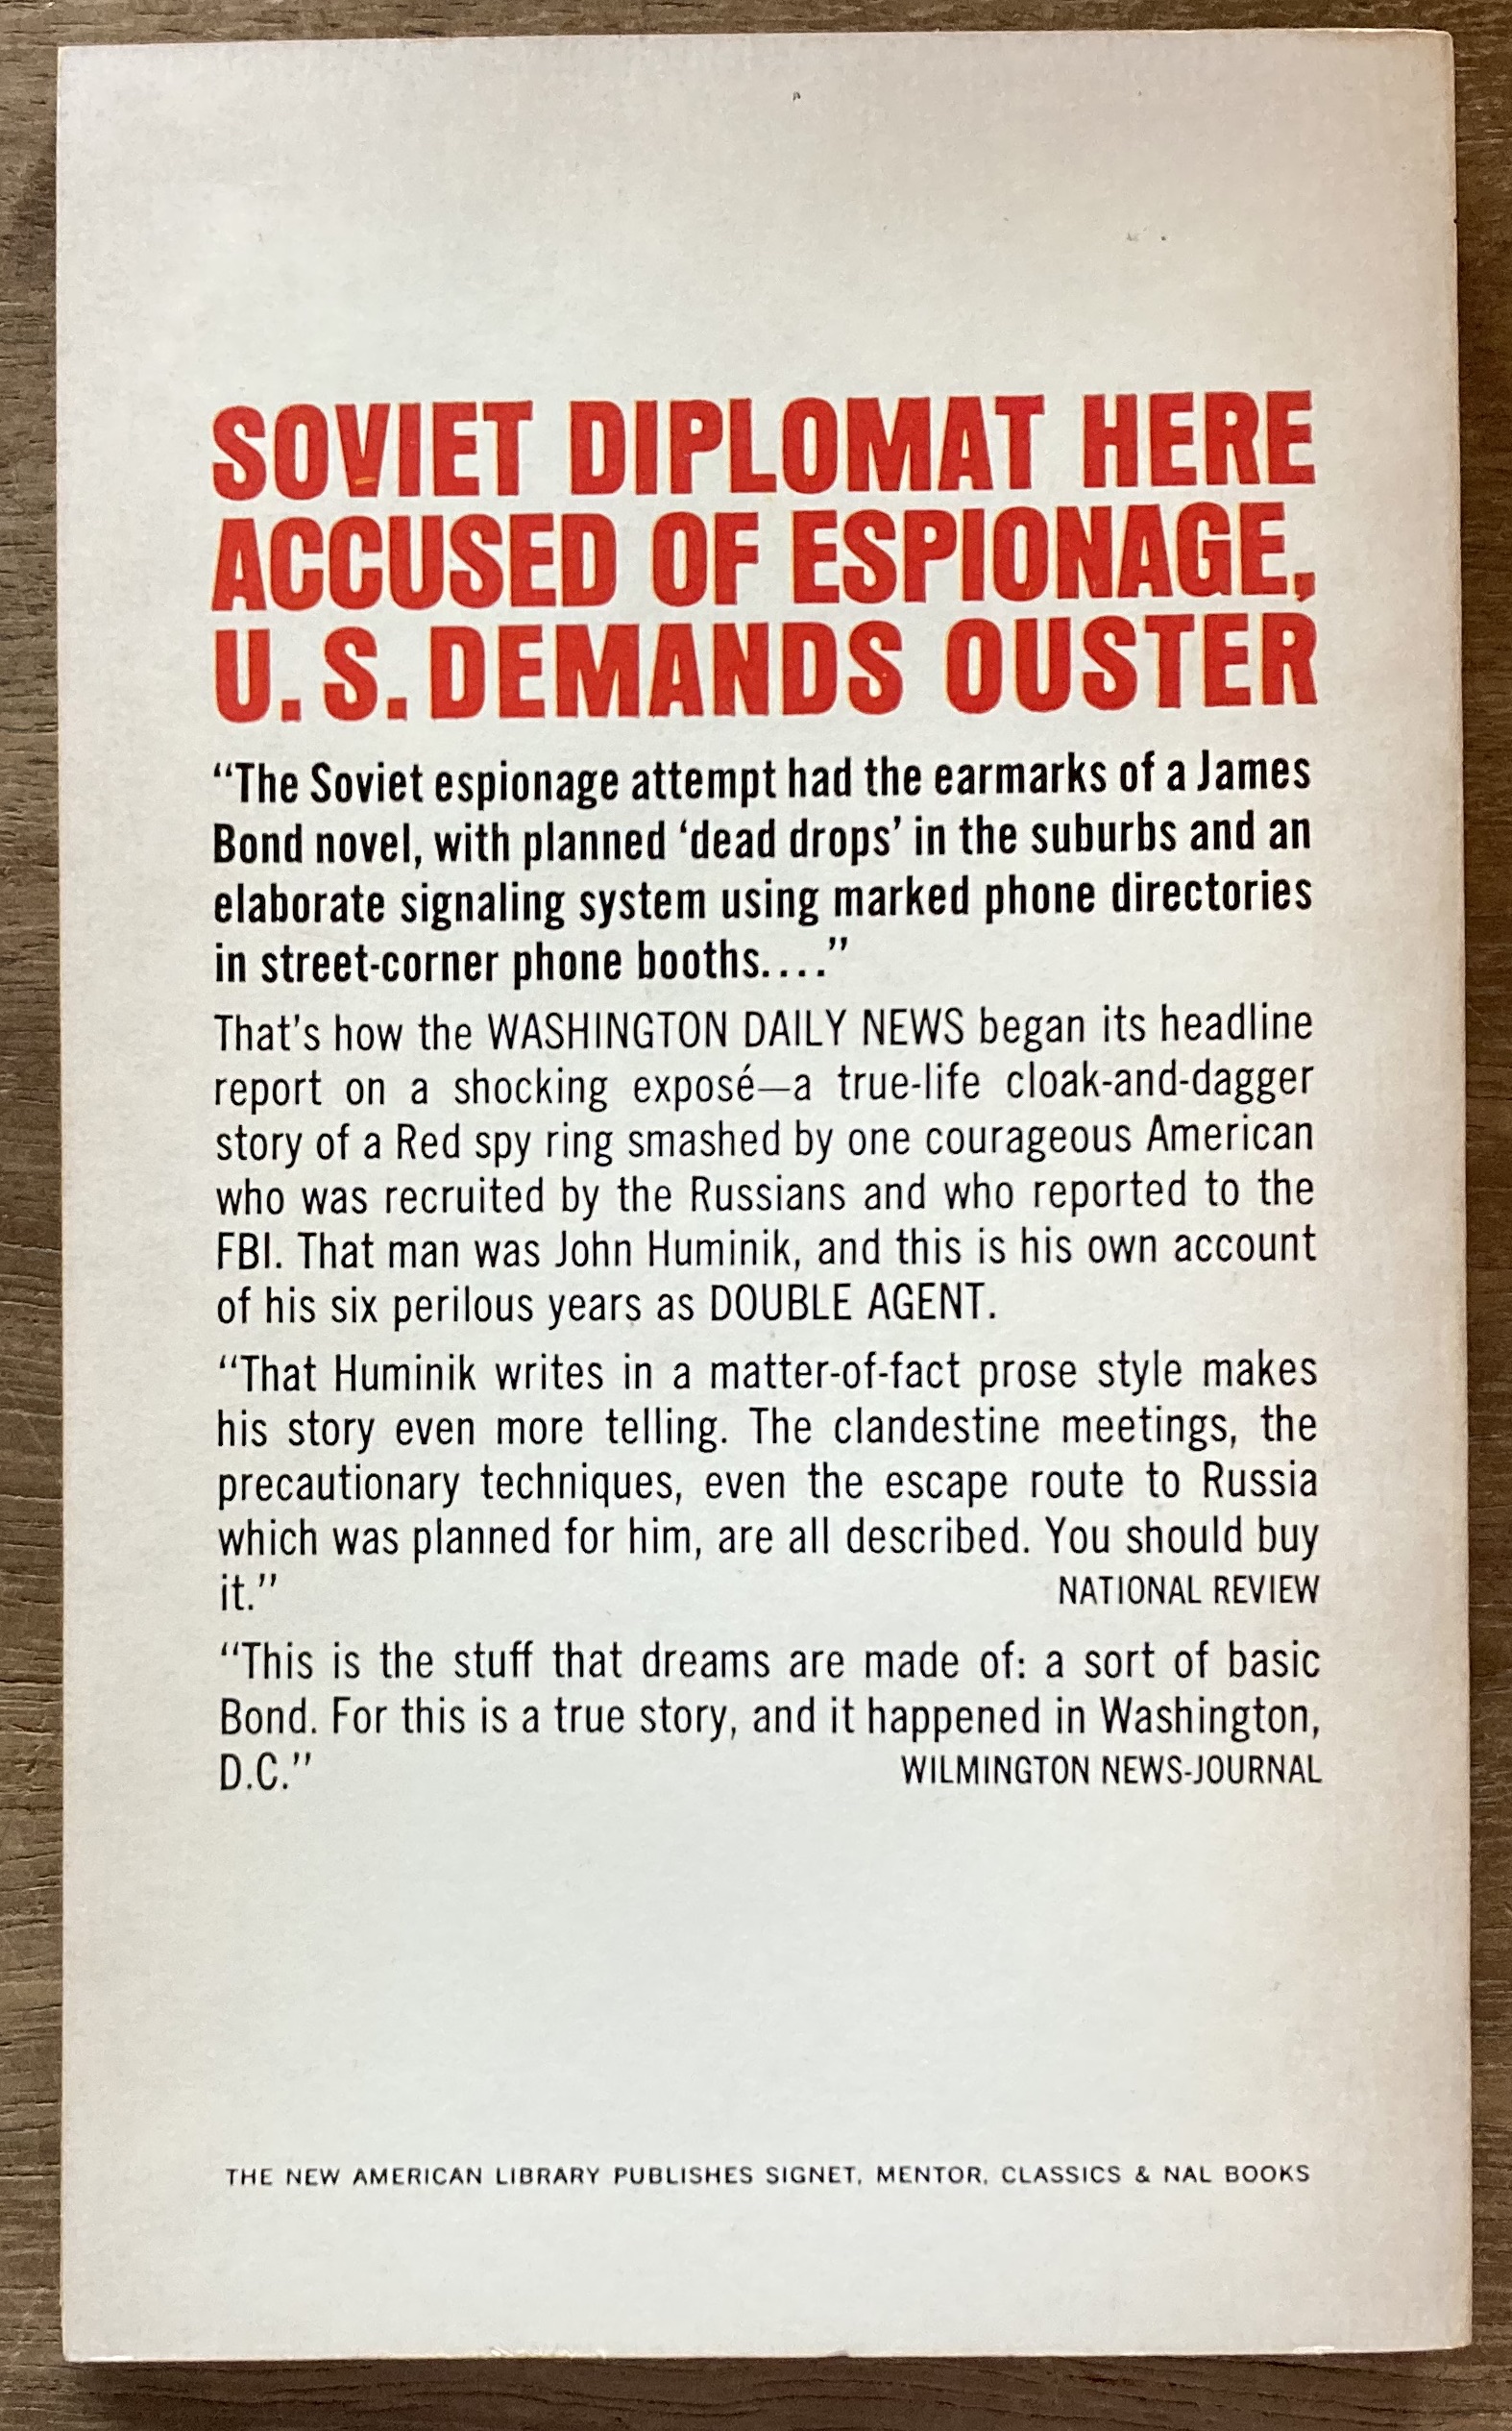 SOVIET DIPLOMAT HERE
ACCUSED OF ESPIONAGE,
U. S. DEMANDS OUSTER
“The Soviet espionage attempt had the earmarks of a James
Bond novel, with planned ‘dead drops’ in the suburbs and an
elaborate signaling system using marked phone directories
in street-corner phone booths....”
That’s how the WASHINGTON DAILY NEWS began its headline
report on a shocking exposé—a true-life cloak-and-dagger
story of a Red spy ring smashed by one courageous American
who was recruited by the Russians and who reported to the
FBI. That man was John Huminik, and this is his own account
of his six perilous years as DOUBLE AGENT.
“That Huminik writes in a matter-of-fact prose style makes
his story even more telling. The clandestine meetings, the
precautionary techniques, even the escape route to Russia
which was planned for him, are all described. You should buy
it.” NATIONAL REVIEW
“This is the stuff that dreams are made of: a sort of basic
Bond. For this is a true story, and it happened in Washington,
D.C.” WILMINGTON NEWS-JOURNAL
THE NEW AMERICAN LIBRARY PUBLISHES SIGNET, MENTOR, CLASSICS & NAL BOOKS